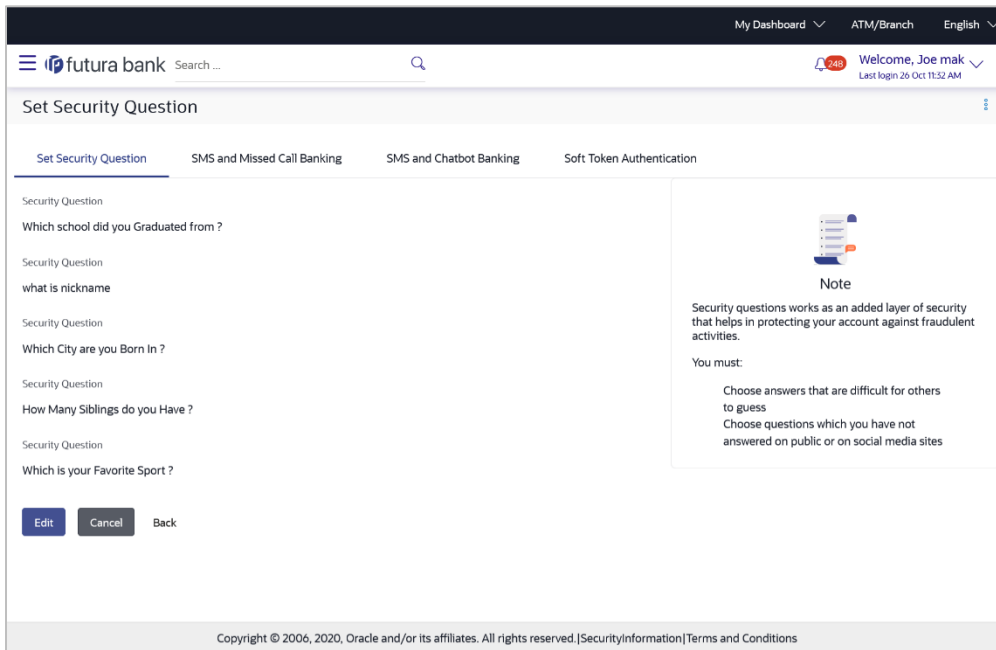 My Dashboard ATM/Branch English
futura bank Search ... 248 Welcome, Joe mak
Last login 26 Oct 11:32 AM
Set Security Question
Set Security Question SMS and Missed Call Banking SMS and Chatbot Banking Soft Token Authentication
Security Question
Which school did you Graduated from ?
Security Question
what is nickname
Security Question
Which City are you Born In ?
Security Question
How Many Siblings do you Have ?
Security Question
Which is your Favorite Sport ?
Edit Cancel Back
Note
Security questions works as an added layer of security
that helps in protecting your account against fraudulent
activities.
You must:
Choose answers that are difficult for others
to guess
Choose questions which you have not
answered on public or on social media sites
Copyright © 2006, 2020, Oracle and/or its affiliates. All rights reserved.|SecurityInformation|Terms and Conditions